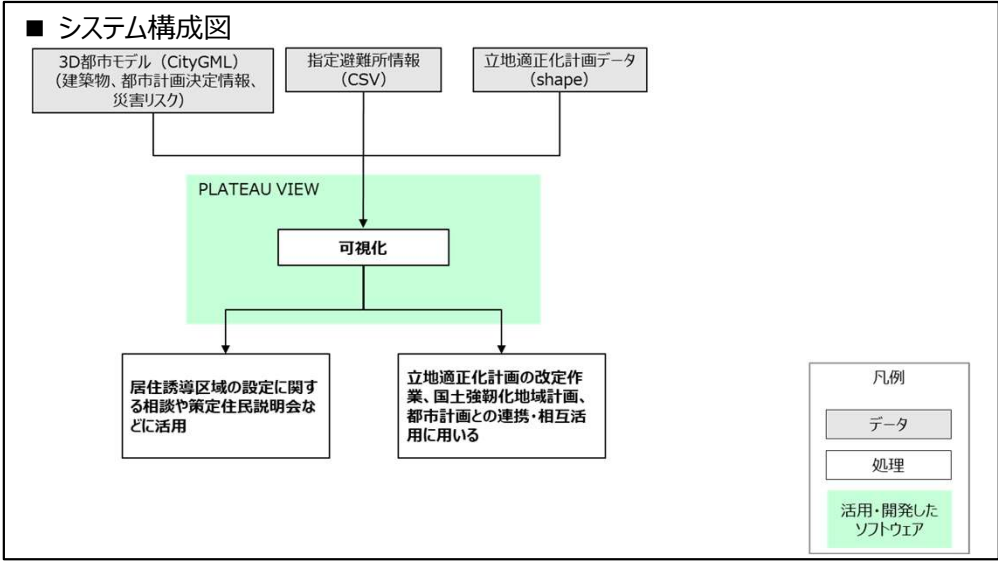 ■ システム構成図
3D都市モデル（CityGML）
（建築物、都市計画決定情報、
災害リスク）
指定避難所情報
（CSV）
立地適正化計画データ
（shape）
PLATEAU VIEW
可視化
居住誘導区域の設定に関す
る相談や策定住民説明会な
どに活用
立地適正化計画の改定作
業、国土強靭化地域計画、
都市計画との連携・相互活
用に用いる
凡例
データ
処理
活用・開発した
ソフトウェア